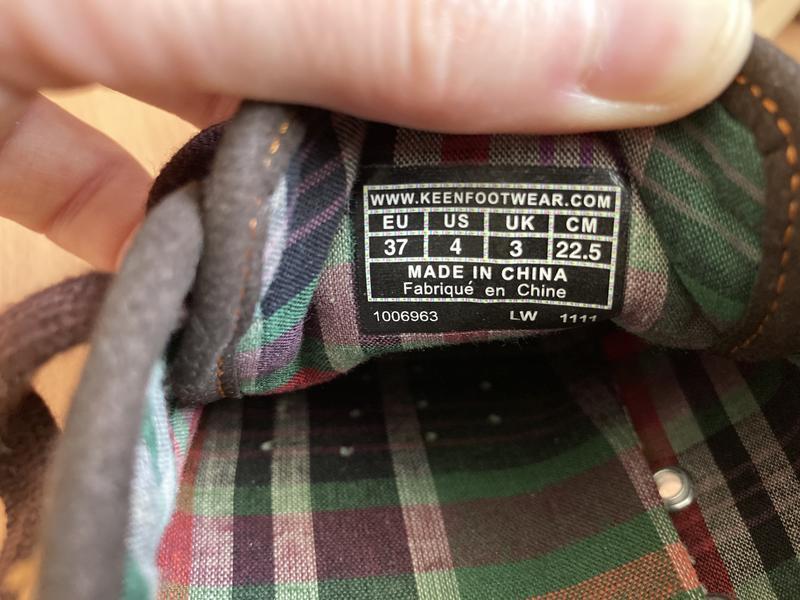 WWW.KEENFOOTWEAR.COM
EU US UK CM
37 4 3 22.5
MADE IN CHINA
Fabriqué en Chine
1006963 LW 1111